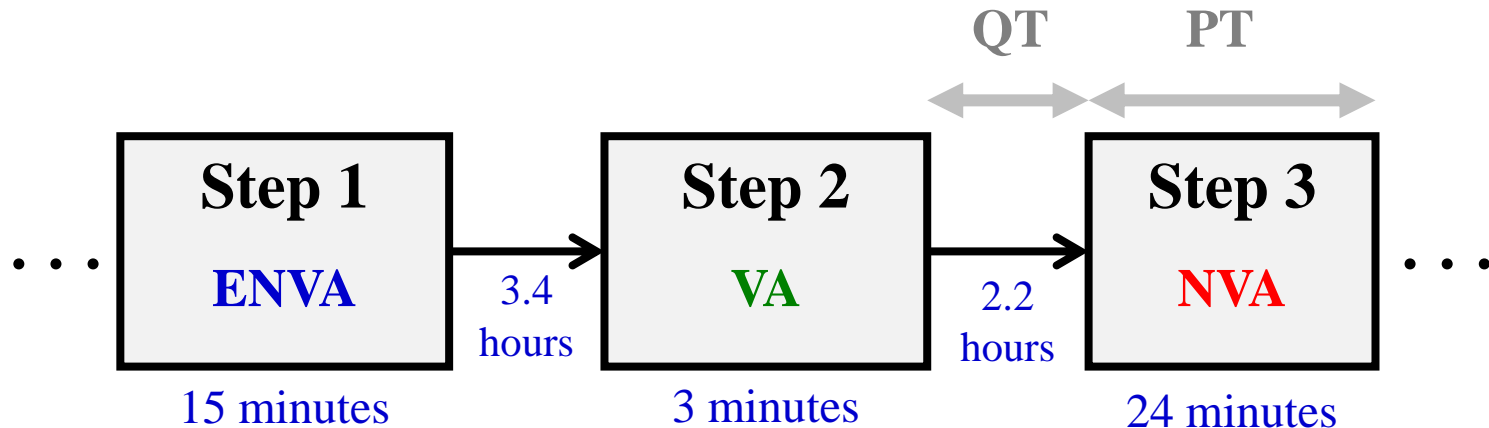 QT
PT
Step 1
ENVA
15 minutes
3.4
hours
Step 2
VA
3 minutes
2.2
hours
Step 3
NVA
24 minutes